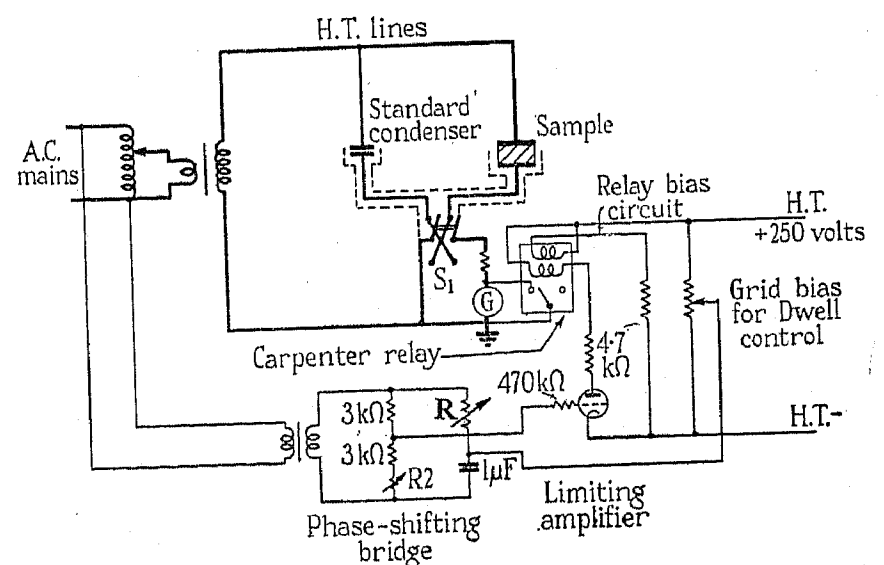 H.T. lines
Standard
condenser
Sample
A.C.
mains
Relay bias
circuit
H.T.
+250 volts
S1
G
Grid bias
for Dwell
control
Carpenter relay
4.7
kΩ
470kΩ
3kΩ
R
H.T.-
3kΩ
R2
1μF
Limiting
amplifier
Phase-shifting
bridge